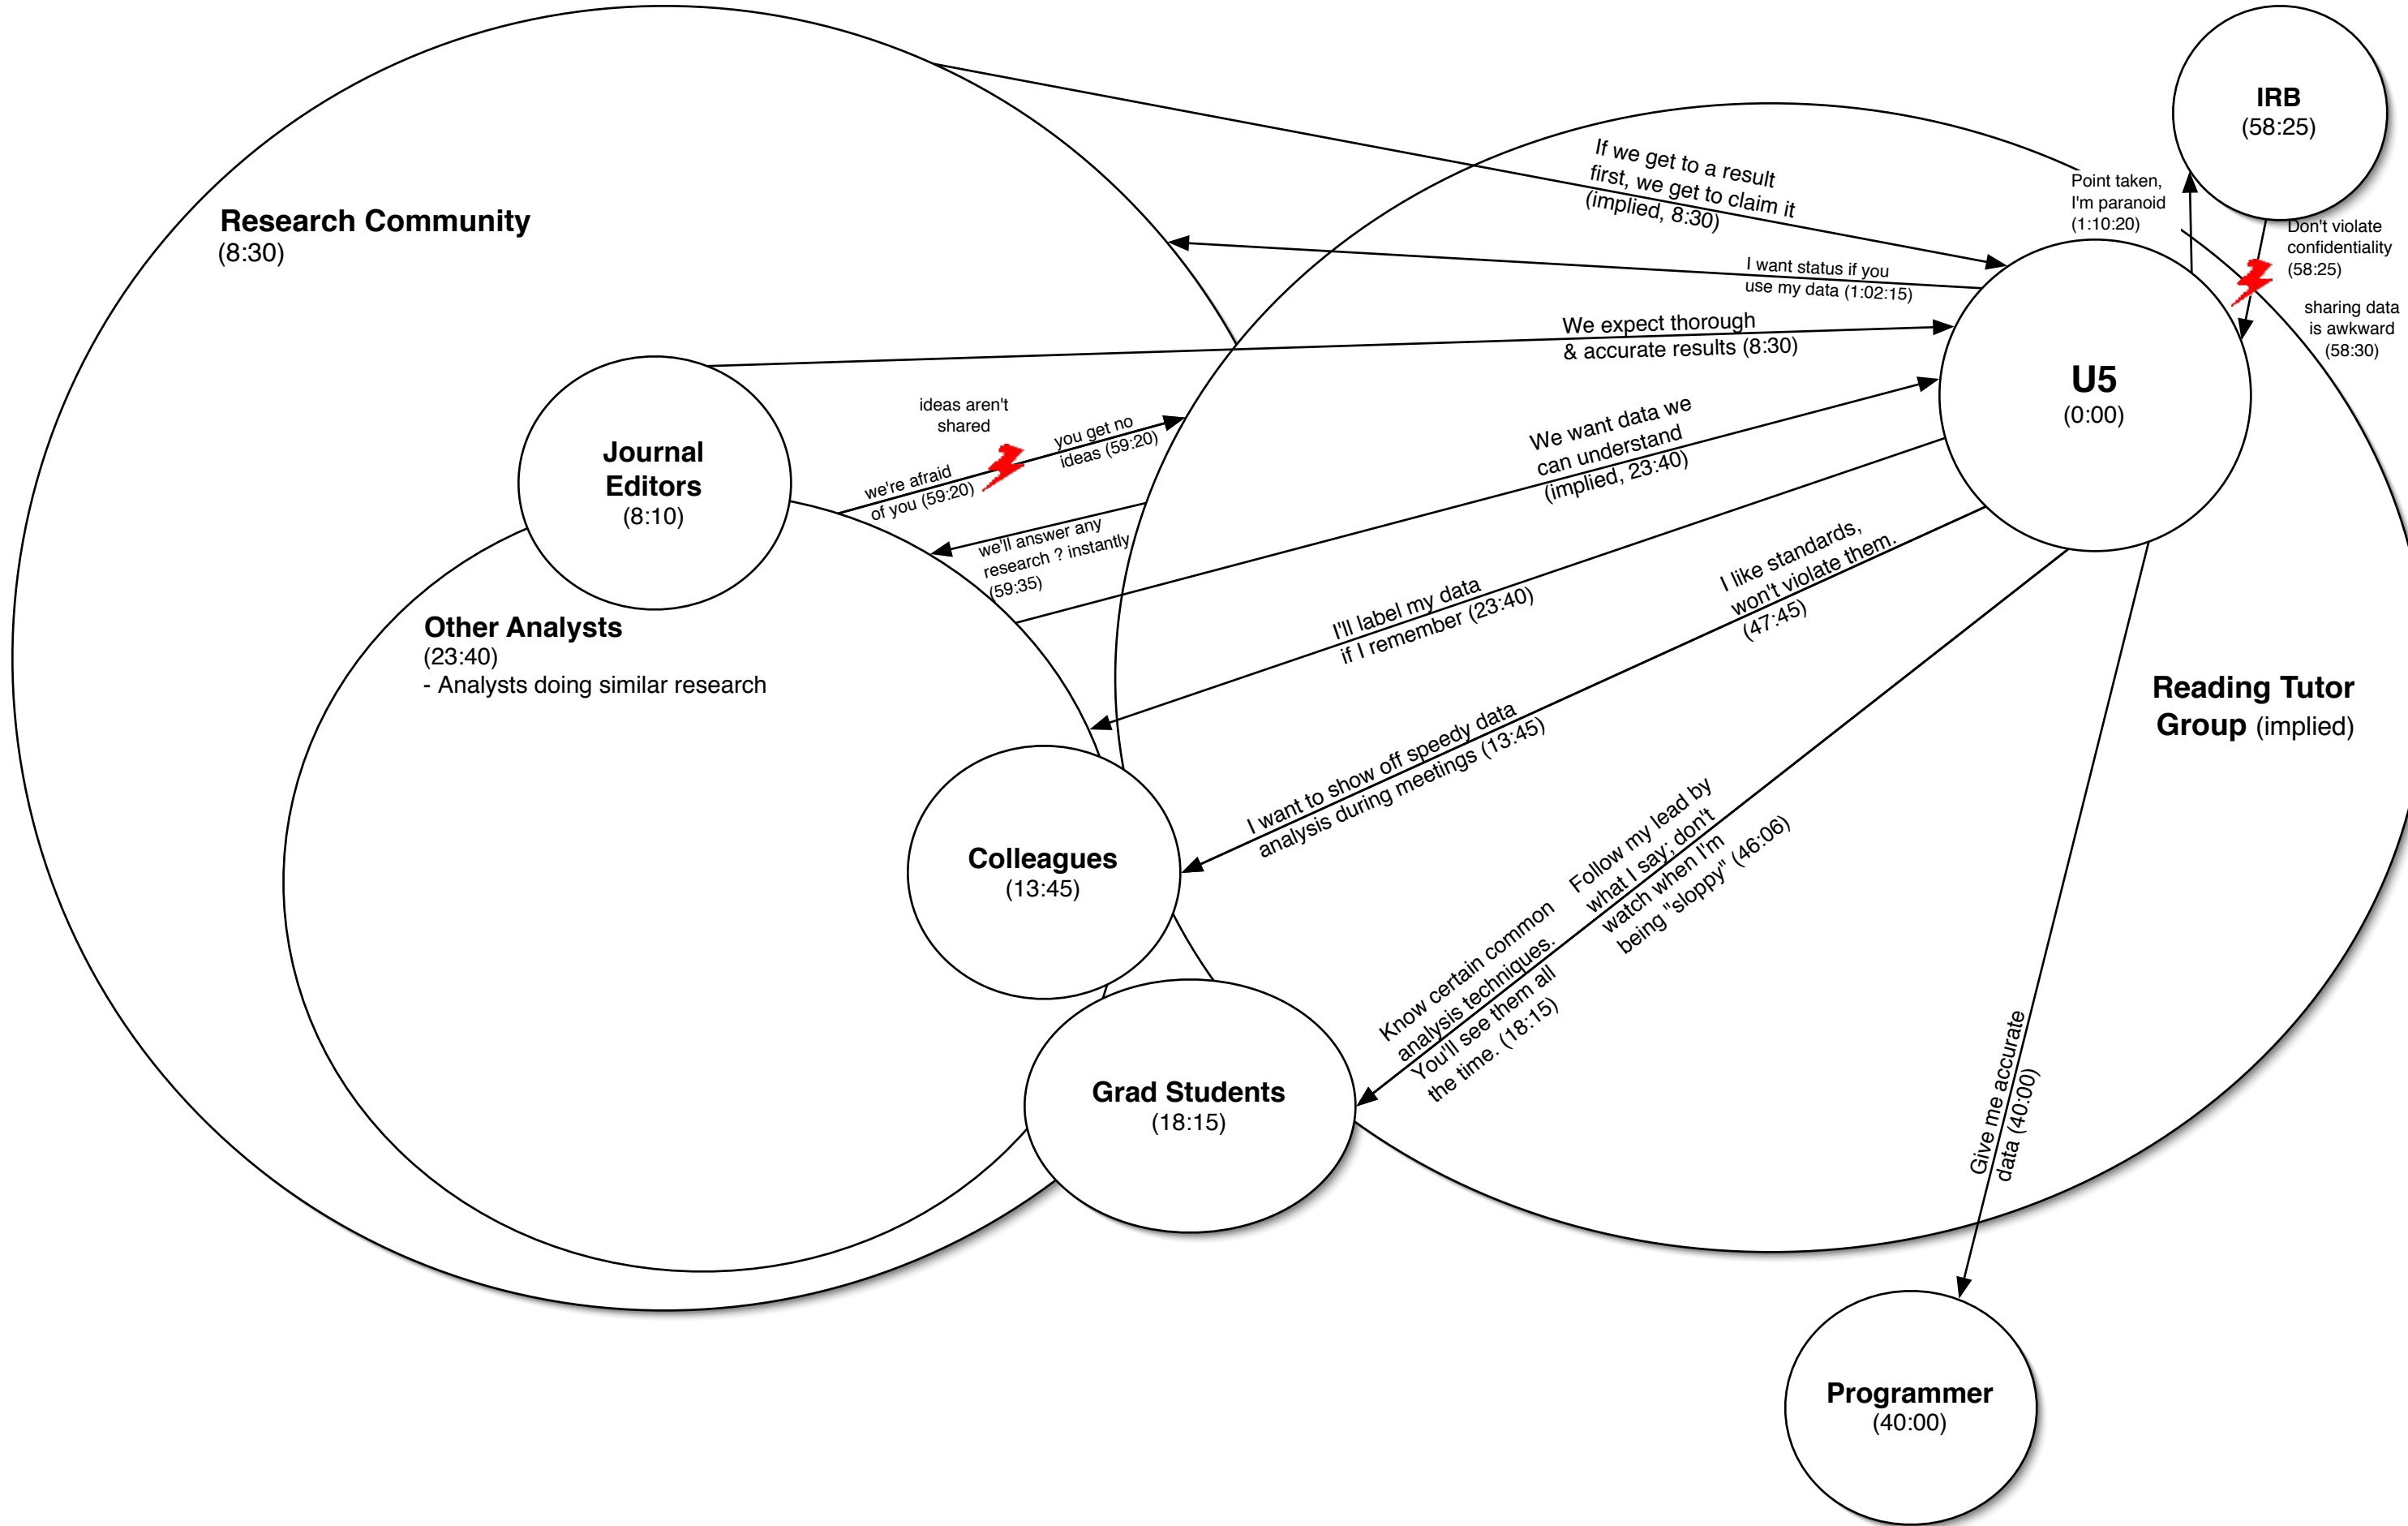 IRB
(58:25)
If we get to a result
first, we get to claim it
(implied, 8:30)
Point taken,
I'm paranoid
(1:10:20)
Don't violate
confidentiality
(58:25)
sharing data
is awkward
(58:30)
Research Community
(8:30)
I want status if you
use my data (1:02:15)
We expect thorough
& accurate results (8:30)
U5
(0:00)
ideas aren't
shared
you get no
ideas (59:20)
we're afraid
of you (59:20)
Journal
Editors
(8:10)
We want data we
can understand
(implied, 23:40)
we'll answer any
research ? instantly
(59:35)
I like standards,
won't violate them.
(47:45)
I'll label my data
if I remember (23:40)
Other Analysts
(23:40)
- Analysts doing similar research
Reading Tutor
Group (implied)
I want to show off speedy data
analysis during meetings (13:45)
Colleagues
(13:45)
Follow my lead by
what I say; don't
watch when I'm
being "sloppy" (46:06)
Know certain common
analysis techniques.
You'll see them all
the time. (18:15)
Grad Students
(18:15)
Give me accurate
data (40:00)
Programmer
(40:00)